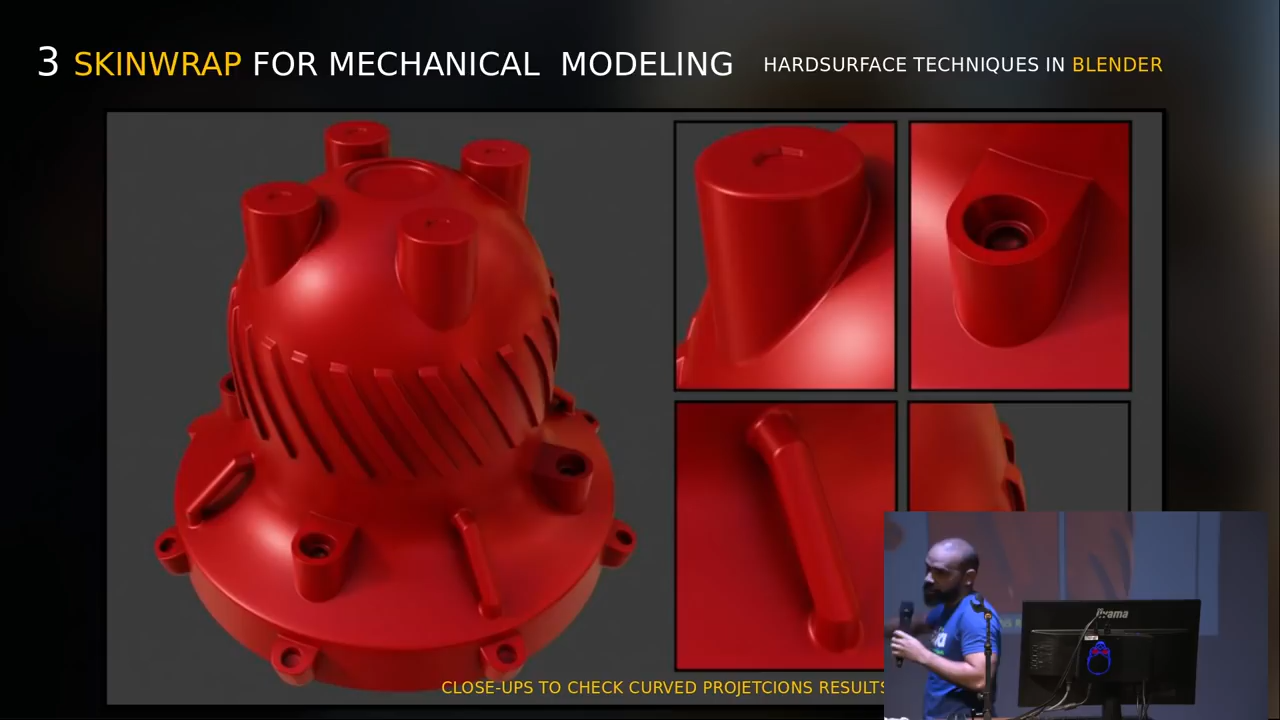 3 SKINWRAP FOR MECHANICAL MODELING HARDSURFACE TECHNIQUES IN BLENDER
CLOSE-UPS TO CHECK CURVED PROJETCIONS RESULTS
iiyama